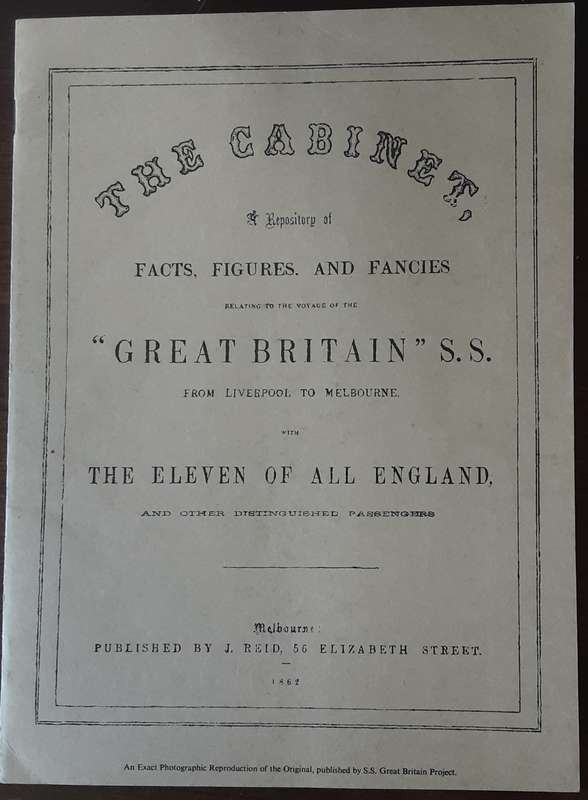 THE CABINET,
A Repository of
FACTS, FIGURES. AND FANCIES
RELATING TO THE VOYAGE OF THE
"GREAT BRITAIN" S.S.
FROM LIVERPOOL TO MELBOURNE,
WITH
THE ELEVEN OF ALL ENGLAND,
AND OTHER DISTINGUISHED PASSENGERS
Melbourne:
PUBLISHED BY J. REID, 56 ELIZABETH STREET.
1862
An Exact Photographic Reproduction of the Original, published by S.S. Great Britain Project.